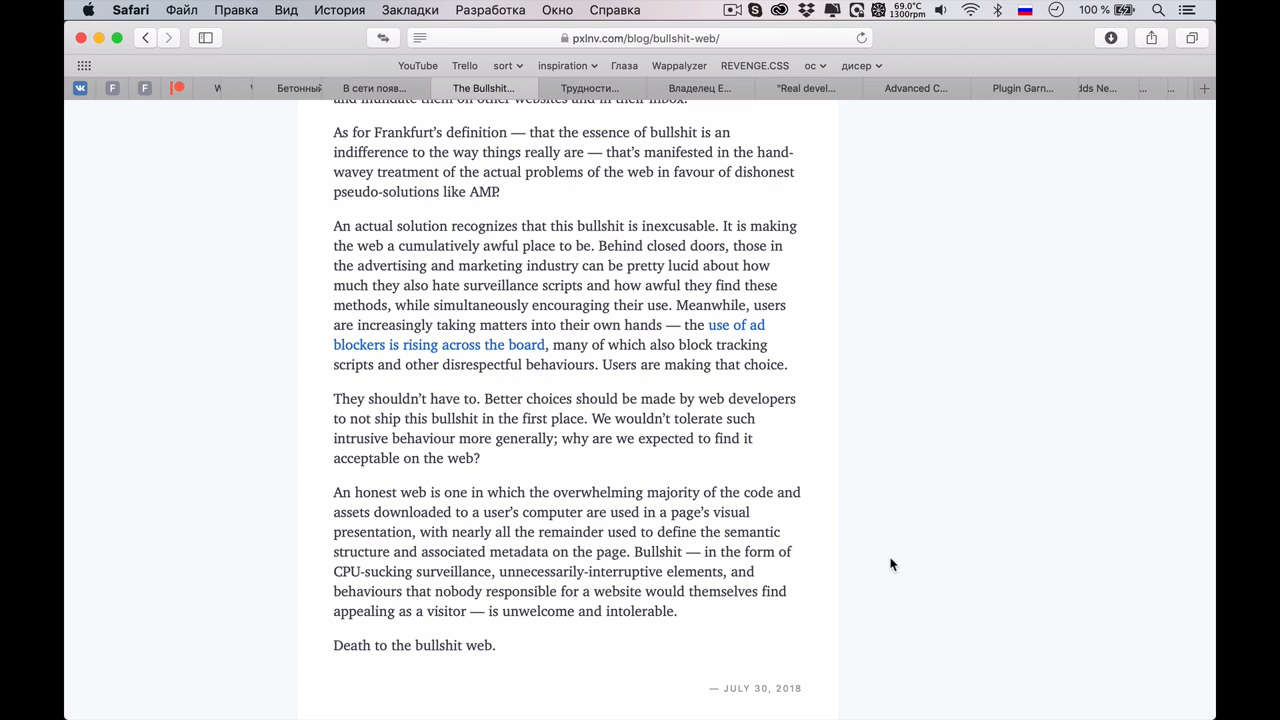 Safari Файл Правка Вид История Закладки Разработка Окно Справка 69.0°C 1300rpm 100 %
pxlnv.com/blog/bullshit-web/
YouTube Trello sort inspiration Глаза Wappalyzer REVENGE.CSS ос дисер
F F Бетонный В сети появ... The Bullshit... Трудности... Владелец Е... "Real devel... Advanced C... Plugin Garn... dds Ne... ... ...
and mandate them on other websites and in their inbox.
As for Frankfurt’s definition — that the essence of bullshit is an
indifference to the way things really are — that’s manifested in the hand-
wavey treatment of the actual problems of the web in favour of dishonest
pseudo-solutions like AMP.
An actual solution recognizes that this bullshit is inexcusable. It is making
the web a cumulatively awful place to be. Behind closed doors, those in
the advertising and marketing industry can be pretty lucid about how
much they also hate surveillance scripts and how awful they find these
methods, while simultaneously encouraging their use. Meanwhile, users
are increasingly taking matters into their own hands — the use of ad
blockers is rising across the board, many of which also block tracking
scripts and other disrespectful behaviours. Users are making that choice.
They shouldn’t have to. Better choices should be made by web developers
to not ship this bullshit in the first place. We wouldn’t tolerate such
intrusive behaviour more generally; why are we expected to find it
acceptable on the web?
An honest web is one in which the overwhelming majority of the code and
assets downloaded to a user’s computer are used in a page’s visual
presentation, with nearly all the remainder used to define the semantic
structure and associated metadata on the page. Bullshit — in the form of
CPU-sucking surveillance, unnecessarily-interruptive elements, and
behaviours that nobody responsible for a website would themselves find
appealing as a visitor — is unwelcome and intolerable.
Death to the bullshit web.
— JULY 30, 2018